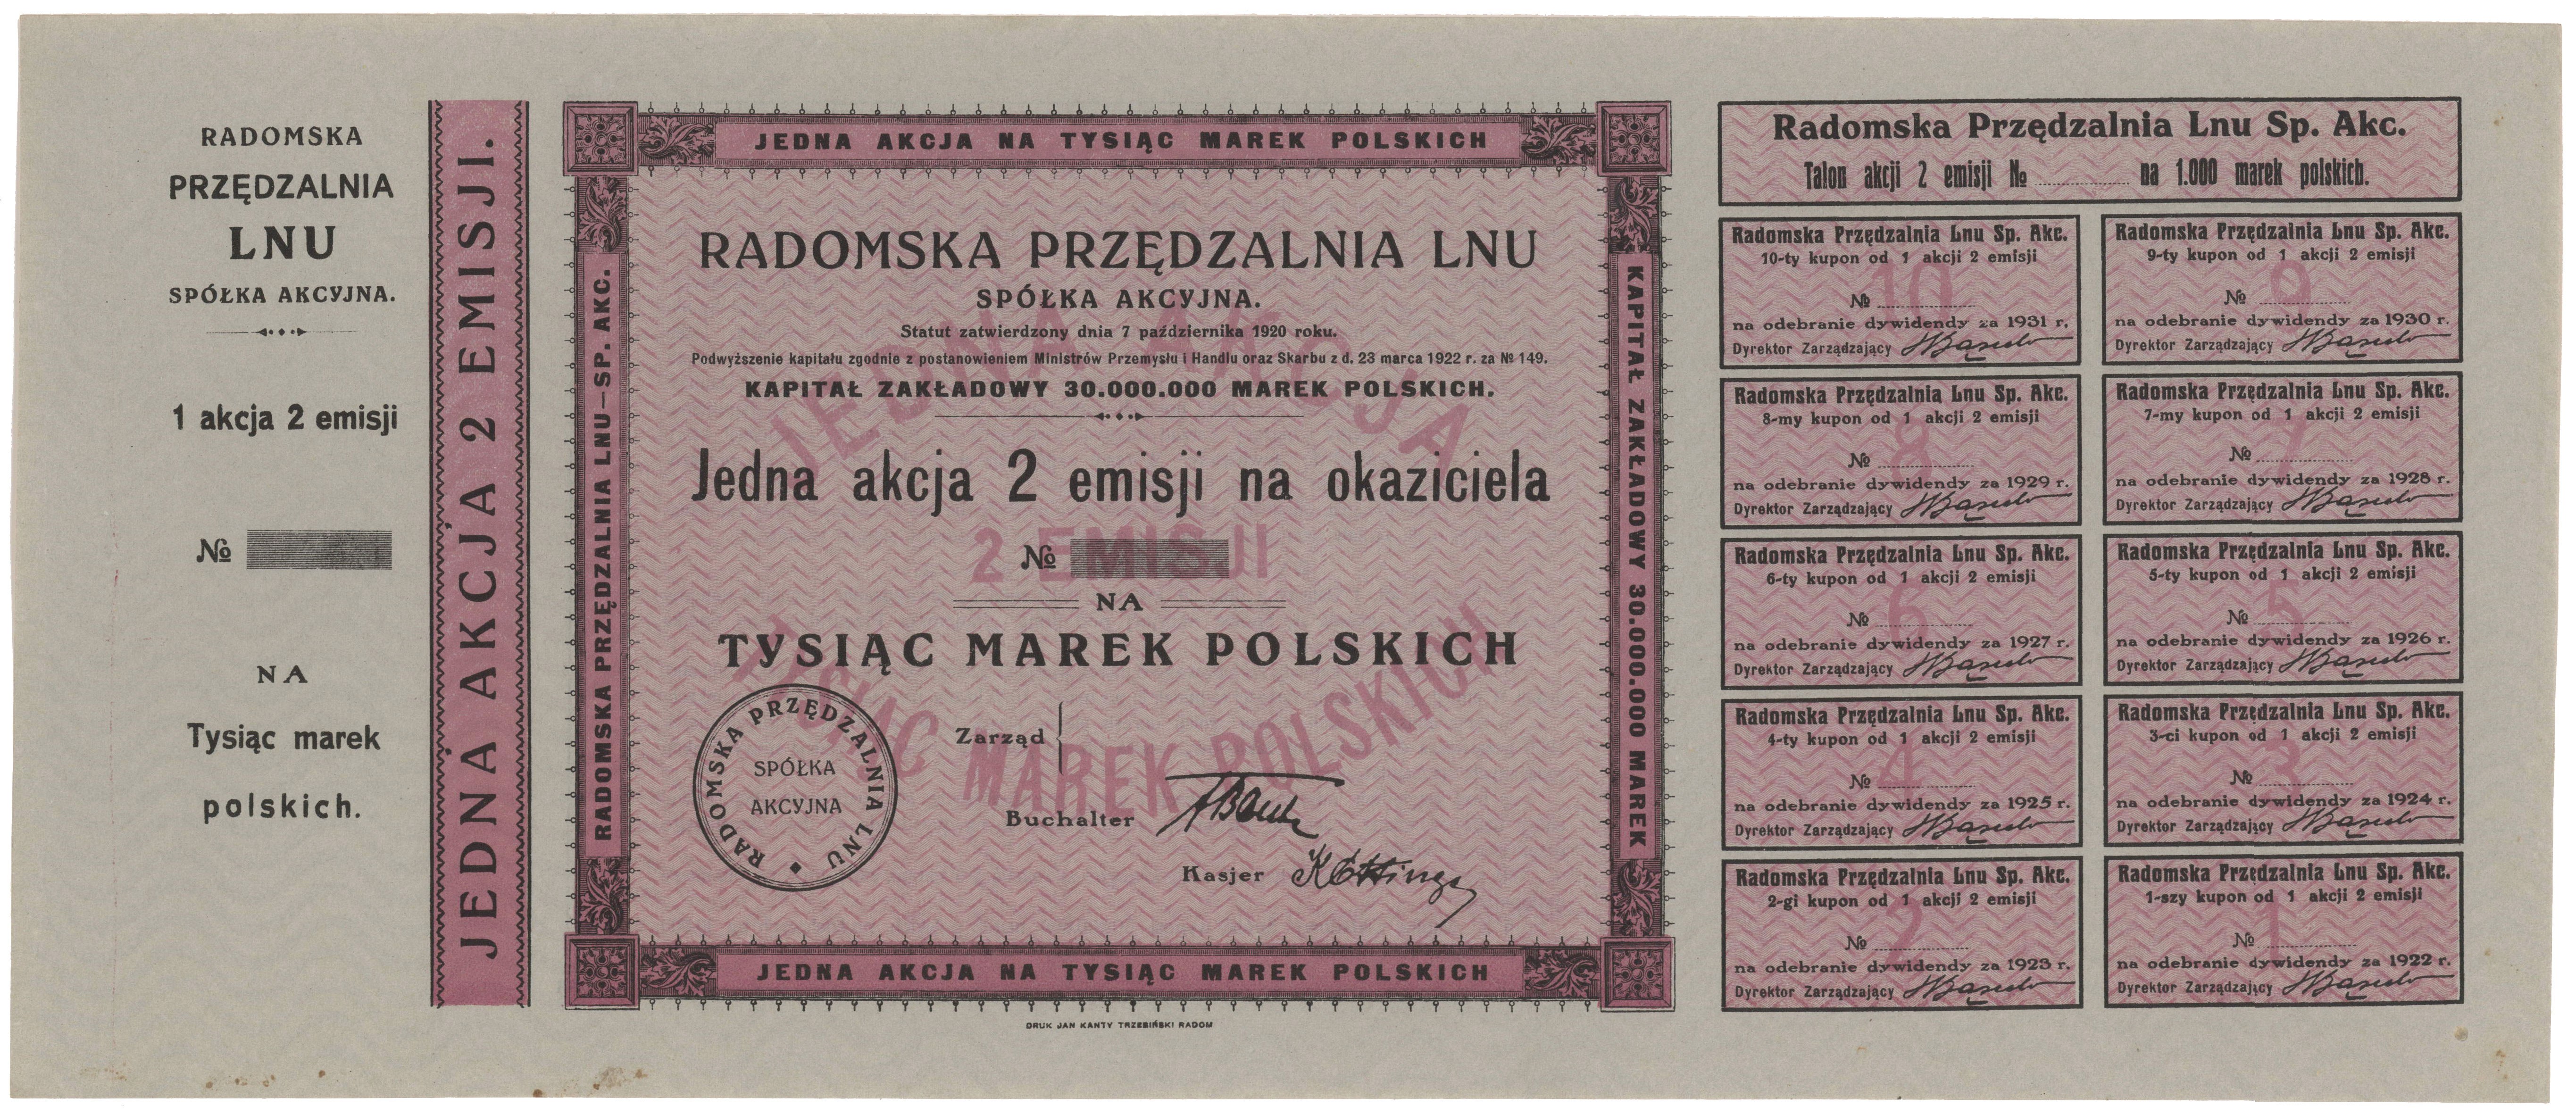 RADOMSKA
PRZĘDZALNIA
LNU
SPÓŁKA AKCYJNA.
1 akcja 2 emisji
№
NA
Tysiąc marek
polskich.
JEDNA AKCJA 2 EMISJI.
JEDNA AKCJA NA TYSIĄC MAREK POLSKICH
RADOMSKA PRZĘDZALNIA LNU—SP. AKC.
KAPITAŁ ZAKŁADOWY 30.000.000 MAREK
RADOMSKA PRZĘDZALNIA LNU
SPÓŁKA AKCYJNA.
Statut zatwierdzony dnia 7 października 1920 roku.
Podwyższenie kapitału zgodnie z postanowieniem Ministrów Przemysłu i Handlu oraz Skarbu z d. 23 marca 1922 r. za № 149.
KAPITAŁ ZAKŁADOWY 30.000.000 MAREK POLSKICH.
JEDNA AKCJA
Jedna akcja 2 emisji na okaziciela
2 EMISJI
№
NA
TYSIĄC MAREK POLSKICH
TYSIĄC MAREK POLSKICH
RADOMSKA PRZĘDZALNIA LNU
SPÓŁKA
AKCYJNA
Zarząd
Buchalter
Kasjer
JEDNA AKCJA NA TYSIĄC MAREK POLSKICH
DRUK JAN KANTY TRZEBIŃSKI RADOM
Radomska Przędzalnia Lnu Sp. Akc.
Talon akcji 2 emisji № ............ na 1.000 marek polskich.
Radomska Przędzalnia Lnu Sp. Akc.
10-ty kupon od 1 akcji 2 emisji
10
№
na odebranie dywidendy za 1931 r.
Dyrektor Zarządzający
Radomska Przędzalnia Lnu Sp. Akc.
9-ty kupon od 1 akcji 2 emisji
9
№
na odebranie dywidendy za 1930 r.
Dyrektor Zarządzający
Radomska Przędzalnia Lnu Sp. Akc.
8-my kupon od 1 akcji 2 emisji
8
№
na odebranie dywidendy za 1929 r.
Dyrektor Zarządzający
Radomska Przędzalnia Lnu Sp. Akc.
7-my kupon od 1 akcji 2 emisji
7
№
na odebranie dywidendy za 1928 r.
Dyrektor Zarządzający
Radomska Przędzalnia Lnu Sp. Akc.
6-ty kupon od 1 akcji 2 emisji
6
№
na odebranie dywidendy za 1927 r.
Dyrektor Zarządzający
Radomska Przędzalnia Lnu Sp. Akc.
5-ty kupon od 1 akcji 2 emisji
5
№
na odebranie dywidendy za 1926 r.
Dyrektor Zarządzający
Radomska Przędzalnia Lnu Sp. Akc.
4-ty kupon od 1 akcji 2 emisji
4
№
na odebranie dywidendy za 1925 r.
Dyrektor Zarządzający
Radomska Przędzalnia Lnu Sp. Akc.
3-ci kupon od 1 akcji 2 emisji
3
№
na odebranie dywidendy za 1924 r.
Dyrektor Zarządzający
Radomska Przędzalnia Lnu Sp. Akc.
2-gi kupon od 1 akcji 2 emisji
2
№
na odebranie dywidendy za 1923 r.
Dyrektor Zarządzający
Radomska Przędzalnia Lnu Sp. Akc.
1-szy kupon od 1 akcji 2 emisji
1
№
na odebranie dywidendy za 1922 r.
Dyrektor Zarządzający